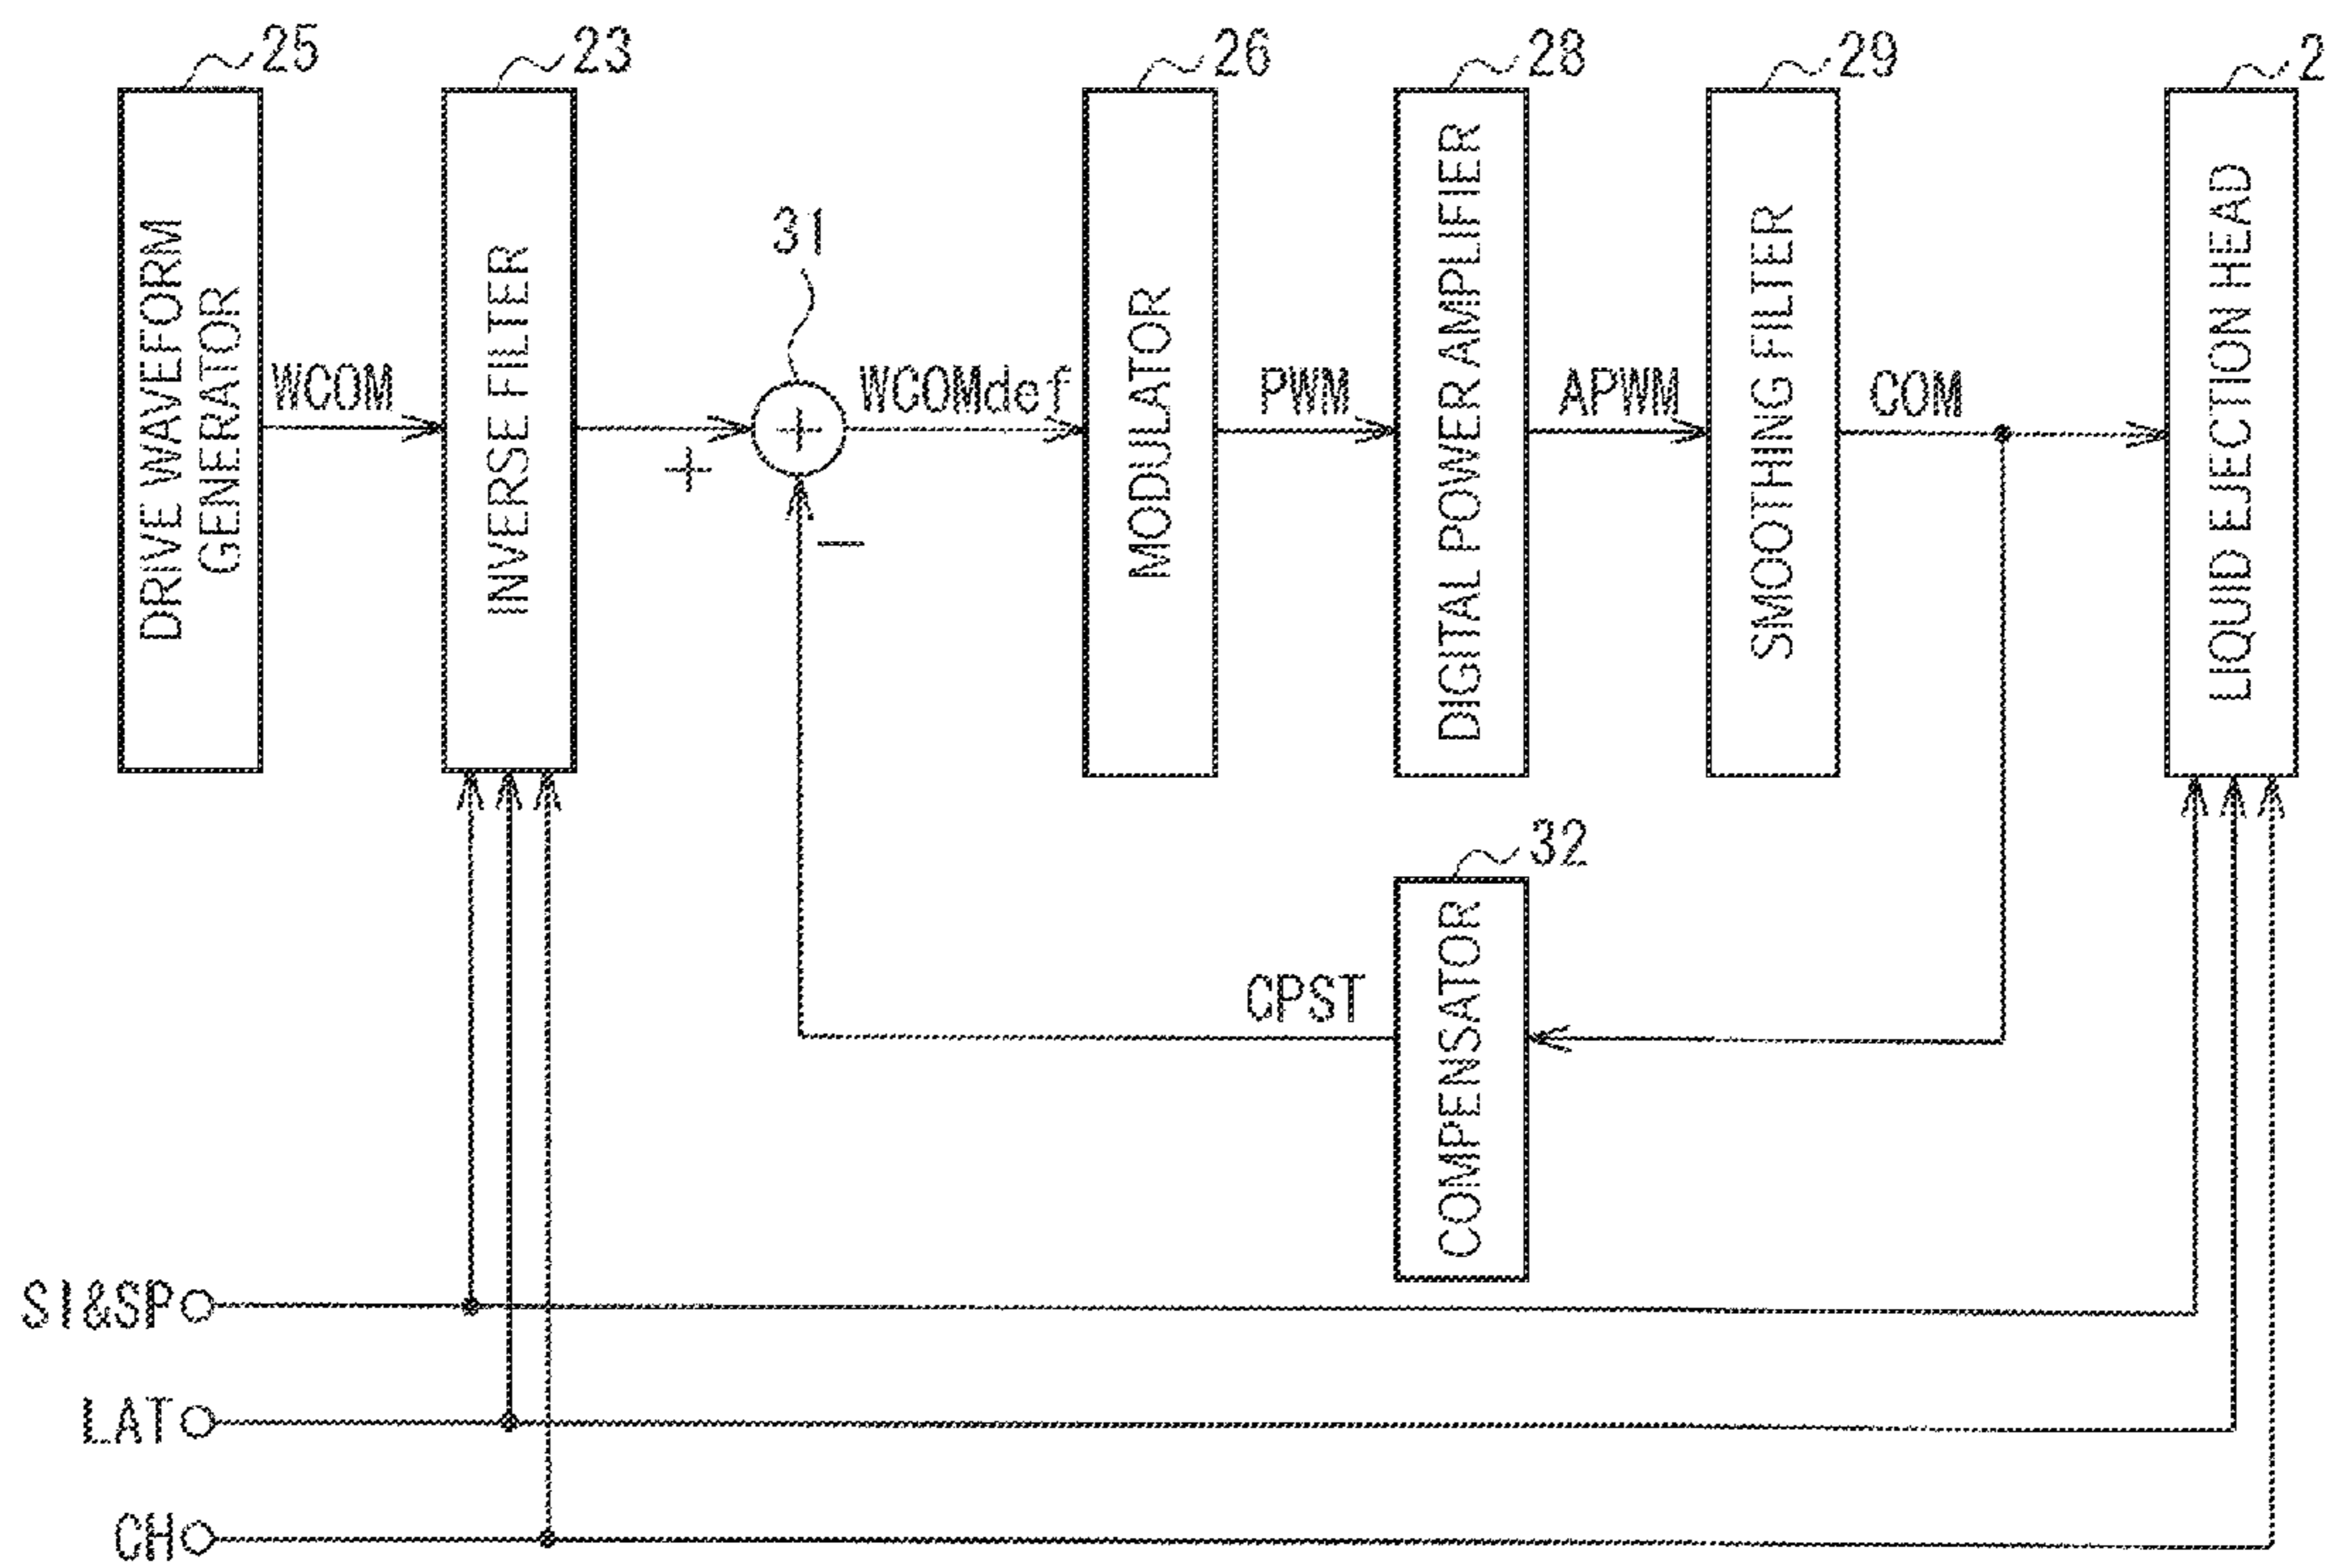 25
23
26
28
29
2
DRIVE WAVEFORM
GENERATOR
WCOM
INVERSE FILTER
31
+
+
−
WCOMdef
MODULATOR
PWM
DIGITAL POWER AMPLIFIER
APWM
SMOOTHING FILTER
COM
LIQUID EJECTION HEAD
32
COMPENSATOR
CPST
SI&SP
LAT
CH